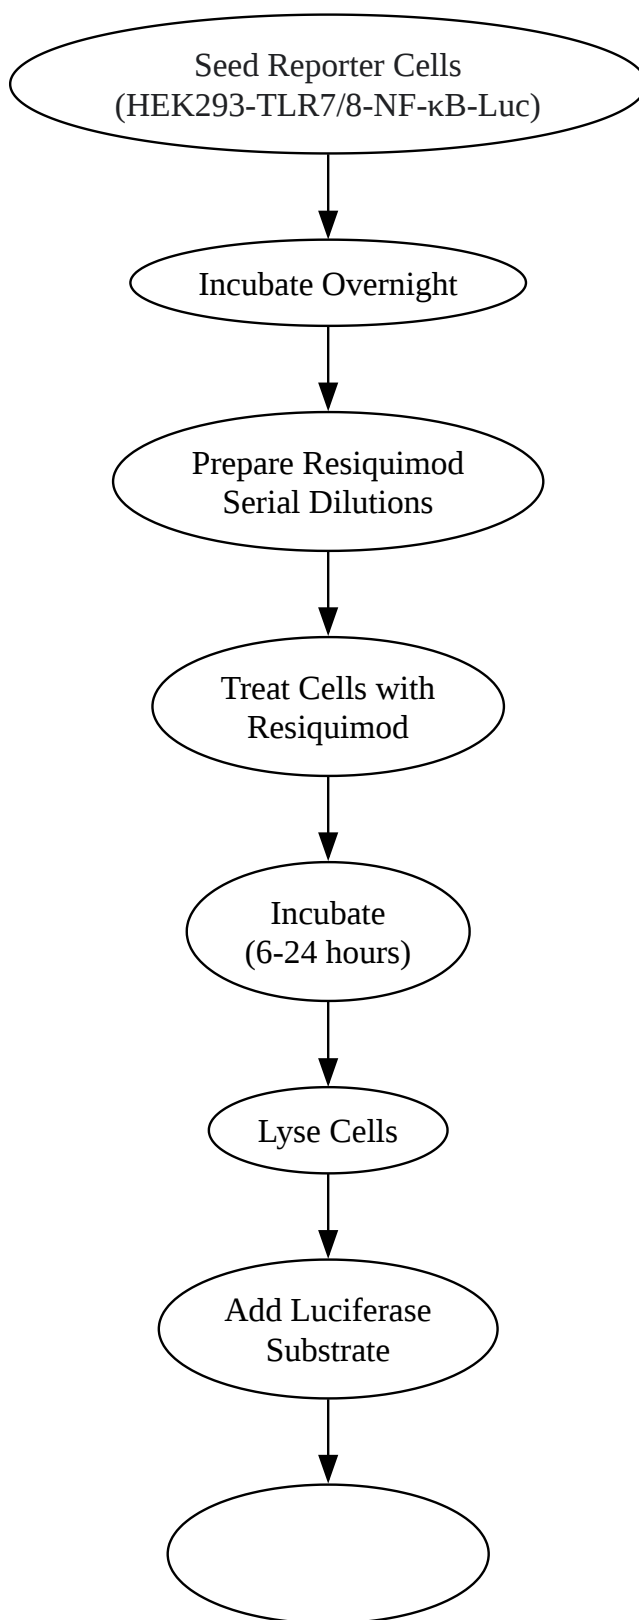 Seed Reporter Cells
(HEK293-TLR7/8-NF-κB-Luc)
Incubate Overnight
Prepare Resiquimod
Serial Dilutions
Treat Cells with
Resiquimod
Incubate
(6-24 hours)
Lyse Cells
Add Luciferase
Substrate